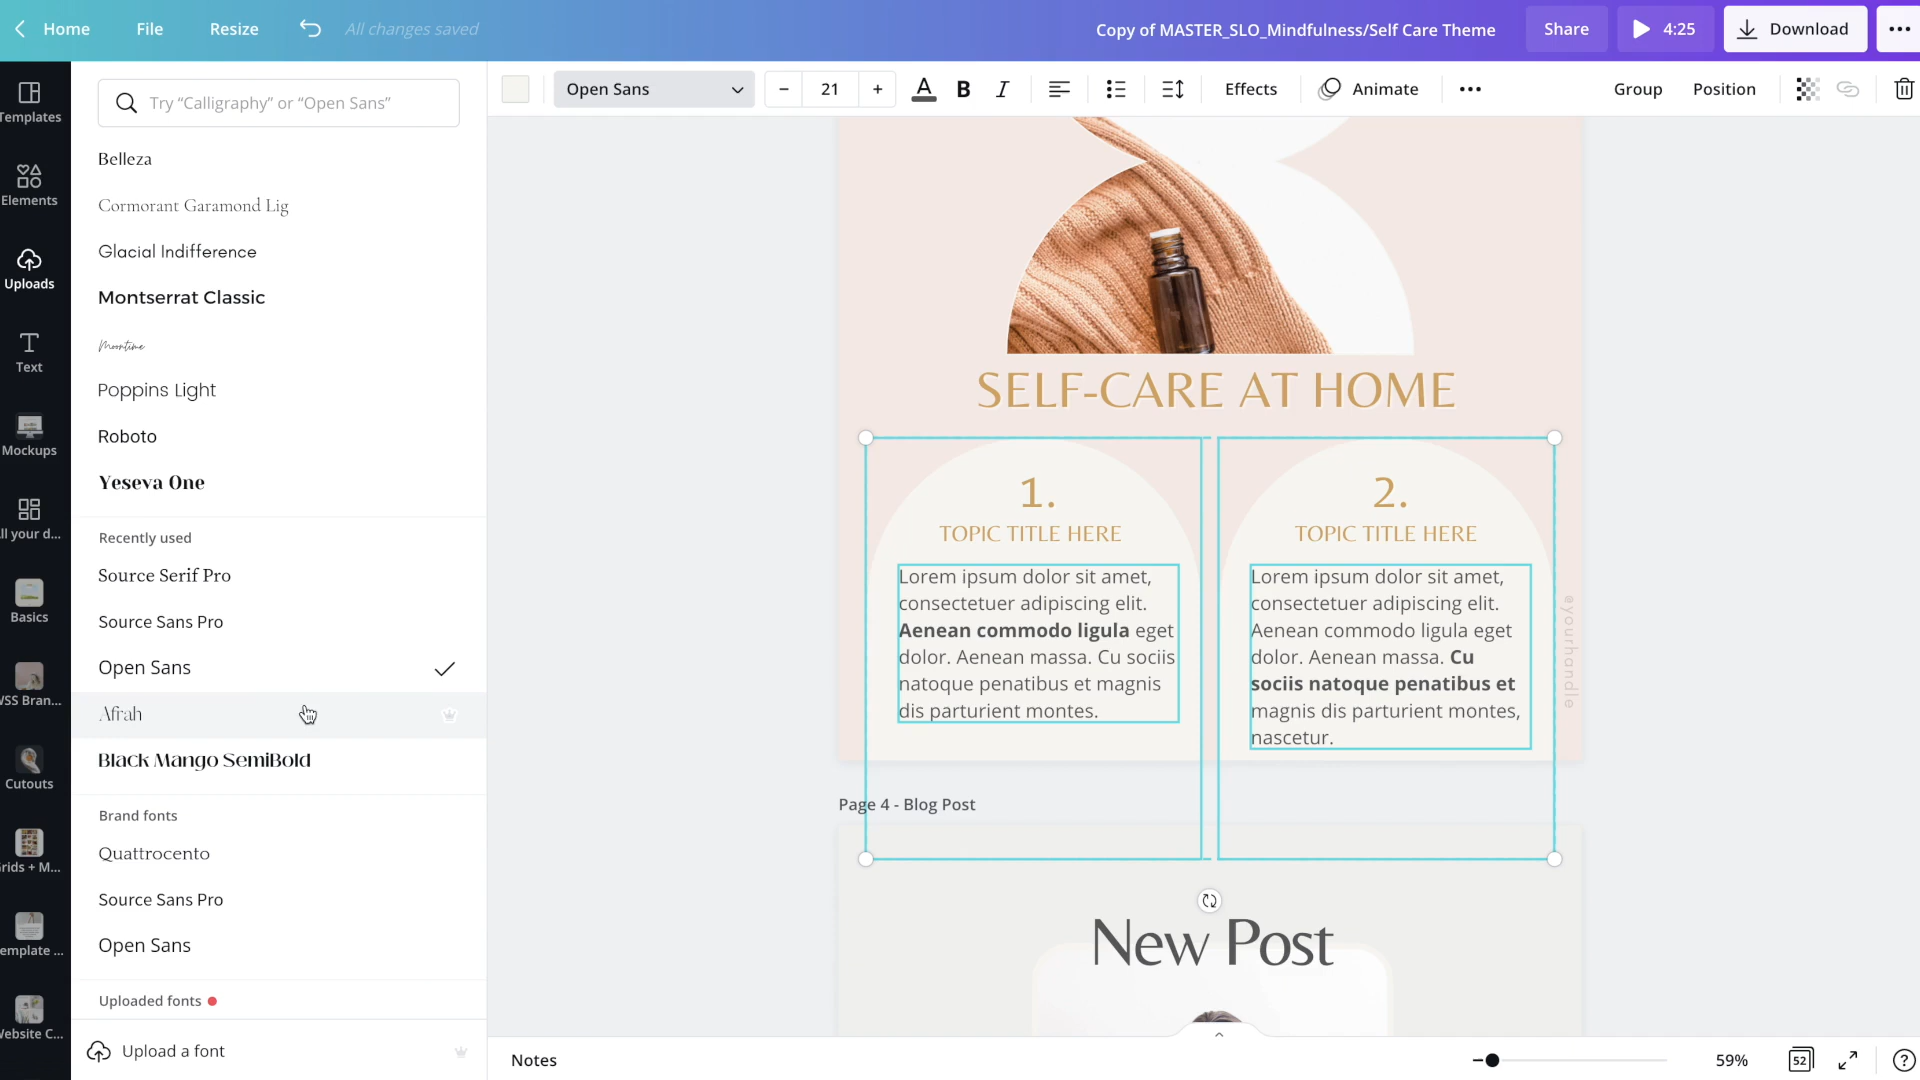 Home
File
Resize
All changes saved
Copy of MASTER_SLO_Mindfulness/Self Care Theme
Share
4:25
Download
Templates
Elements
Uploads
Text
Mockups
ll your d...
Basics
VSS Bran...
Cutouts
Grids + M...
emplate ...
Website C...
Try “Calligraphy” or “Open Sans”
Belleza
Cormorant Garamond Lig
Glacial Indifference
Montserrat Classic
Moontime
Poppins Light
Roboto
Yeseva One
Recently used
Source Serif Pro
Source Sans Pro
Open Sans
Afrah
Black Mango SemiBold
Brand fonts
Quattrocento
Source Sans Pro
Open Sans
Uploaded fonts
Upload a font
Open Sans
21
A
B
I
Effects
Animate
Group
Position
SELF-CARE AT HOME
1.
TOPIC TITLE HERE
Lorem ipsum dolor sit amet,
consectetuer adipiscing elit.
Aenean commodo ligula eget
dolor. Aenean massa. Cu sociis
natoque penatibus et magnis
dis parturient montes.
2.
TOPIC TITLE HERE
Lorem ipsum dolor sit amet,
consectetuer adipiscing elit.
Aenean commodo ligula eget
dolor. Aenean massa. Cu
sociis natoque penatibus et
magnis dis parturient montes,
nascetur.
@yourhandle
Page 4 - Blog Post
New Post
Notes
59%
52
?